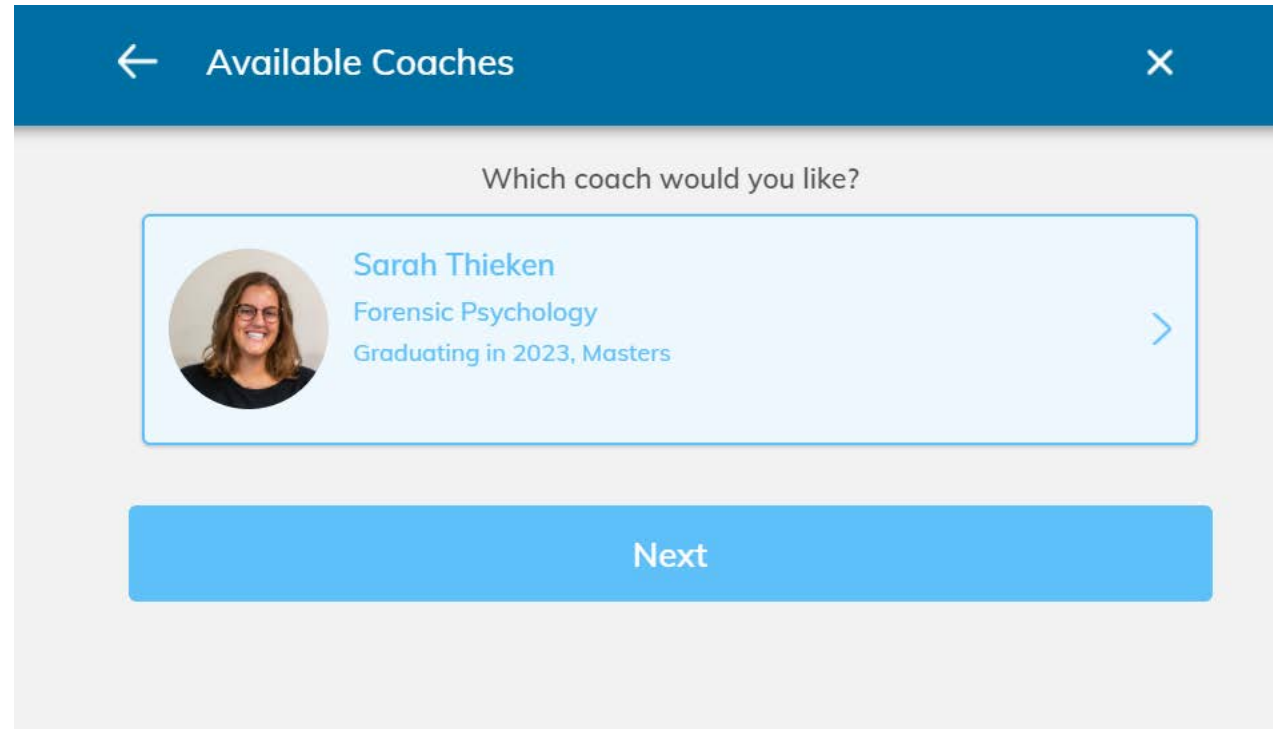 Available Coaches
Which coach would you like?
Sarah Thieken
Forensic Psychology
Graduating in 2023, Masters
Next